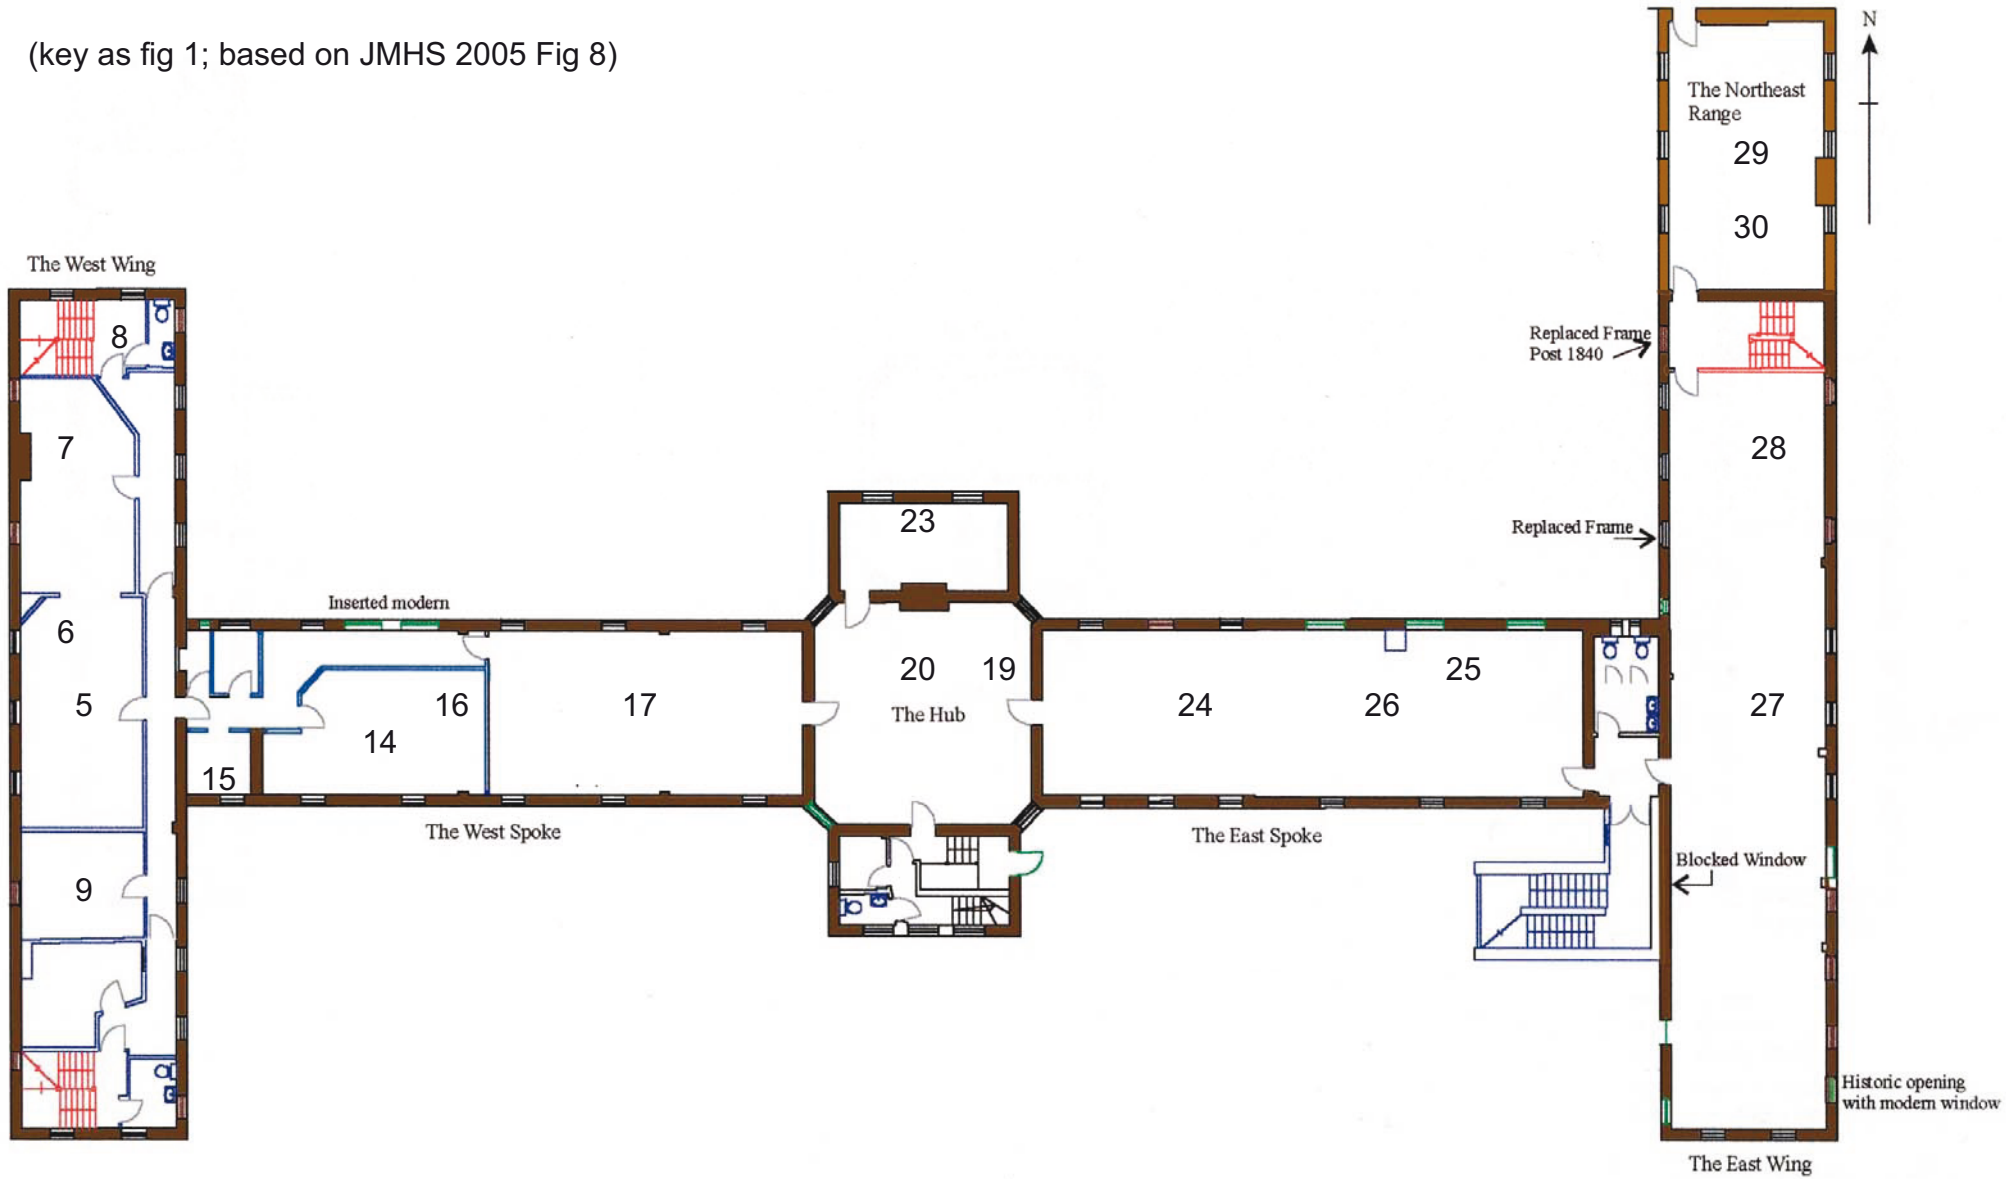 (key as fig 1; based on JMHS 2005 Fig 8)
N
The Northeast
Range
29
30
The West Wing
8
Replaced Frame
Post 1840
7
28
23
Replaced Frame
Inserted modern
6
5
16
17
20
19
The Hub
24
25
26
27
14
15
The West Spoke
The East Spoke
Blocked Window
9
Historic opening
with modern window
The East Wing